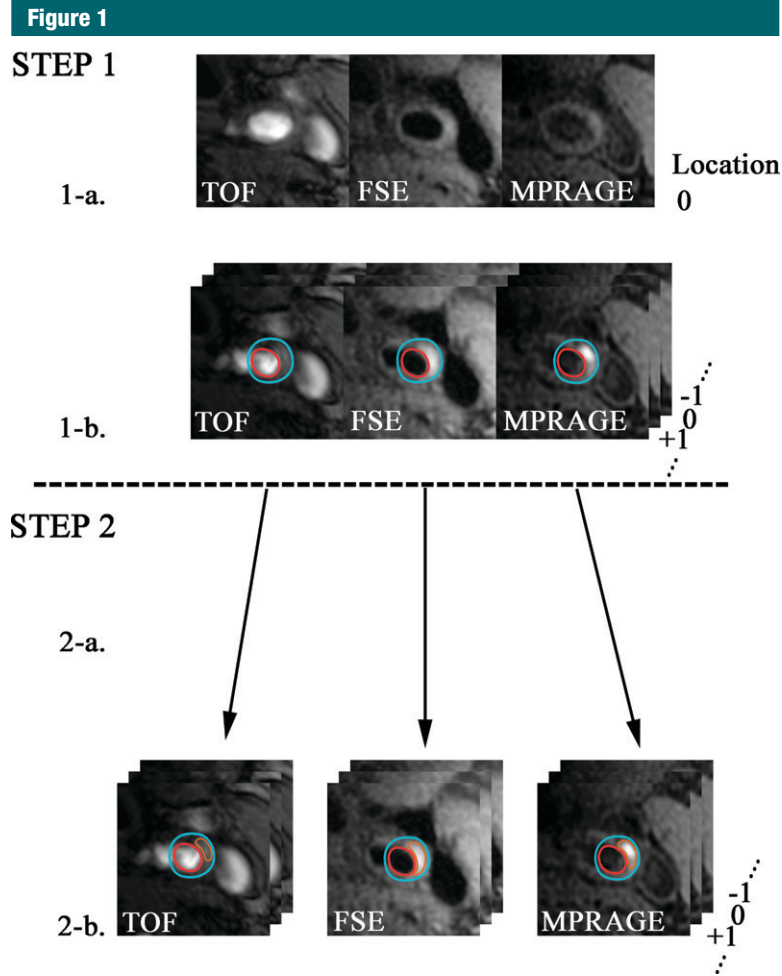 Figure 1
STEP 1
1-a.
TOF FSE MPRAGE
Location
0
1-b.
TOF FSE MPRAGE
-1
0
+1
STEP 2
2-a.
2-b.
TOF FSE MPRAGE
-1
0
+1